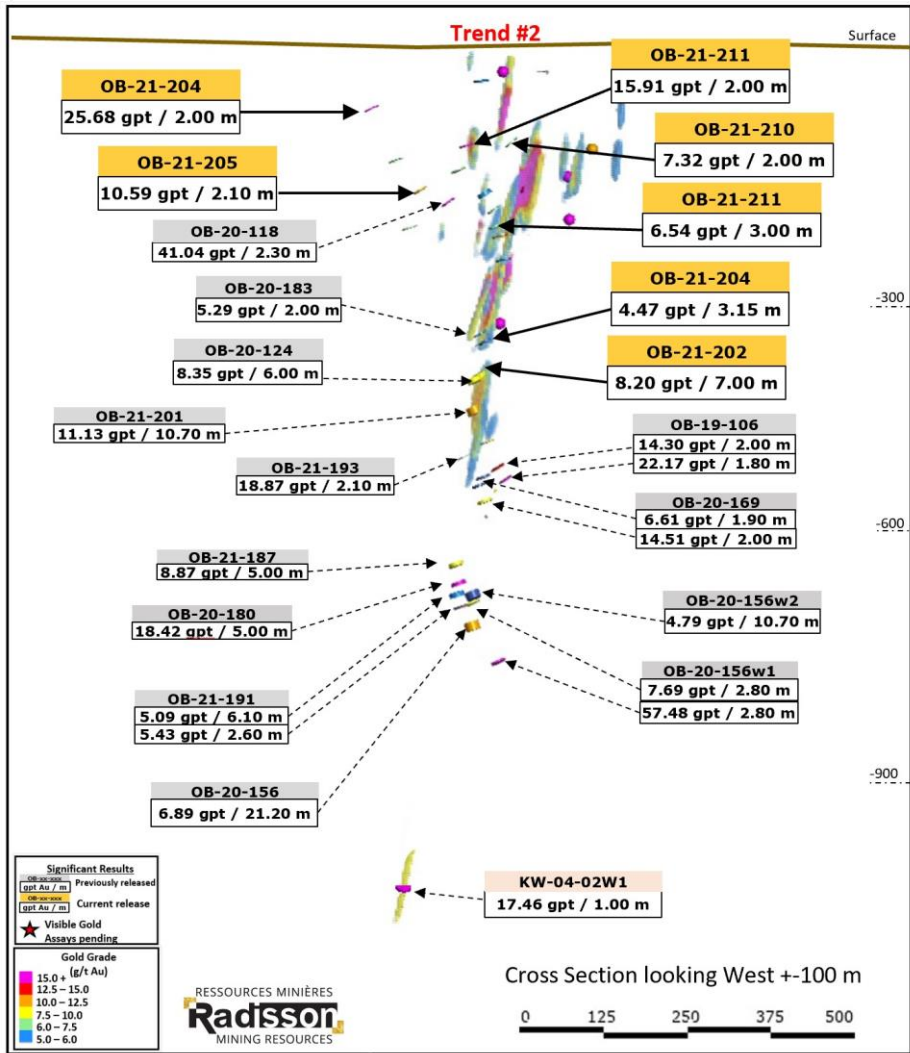 Trend #2
Surface
OB-21-211
15.91 gpt / 2.00 m
OB-21-204
25.68 gpt / 2.00 m
OB-21-210
7.32 gpt / 2.00 m
OB-21-205
10.59 gpt / 2.10 m
OB-21-211
6.54 gpt / 3.00 m
OB-20-118
41.04 gpt / 2.30 m
OB-20-183
5.29 gpt / 2.00 m
OB-21-204
4.47 gpt / 3.15 m
-300
OB-20-124
8.35 gpt / 6.00 m
OB-21-202
8.20 gpt / 7.00 m
OB-21-201
11.13 gpt / 10.70 m
OB-19-106
14.30 gpt / 2.00 m
22.17 gpt / 1.80 m
OB-21-193
18.87 gpt / 2.10 m
OB-20-169
6.61 gpt / 1.90 m
14.51 gpt / 2.00 m
-600
OB-21-187
8.87 gpt / 5.00 m
OB-20-180
18.42 gpt / 5.00 m
OB-20-156w2
4.79 gpt / 10.70 m
OB-20-156w1
7.69 gpt / 2.80 m
57.48 gpt / 2.80 m
OB-21-191
5.09 gpt / 6.10 m
5.43 gpt / 2.60 m
-900
OB-20-156
6.89 gpt / 21.20 m
KW-04-02W1
17.46 gpt / 1.00 m
Significant Results
OB-xx-xxx
gpt Au / m
Previously released
OB-xx-xxx
gpt Au / m
Current release
Visible Gold
Assays pending
Gold Grade
(g/t Au)
15.0 +
12.5 – 15.0
10.0 – 12.5
7.5 – 10.0
6.0 – 7.5
5.0 – 6.0
RESSOURCES MINIÈRES
Radisson
MINING RESOURCES
Cross Section looking West +-100 m
0 125 250 375 500